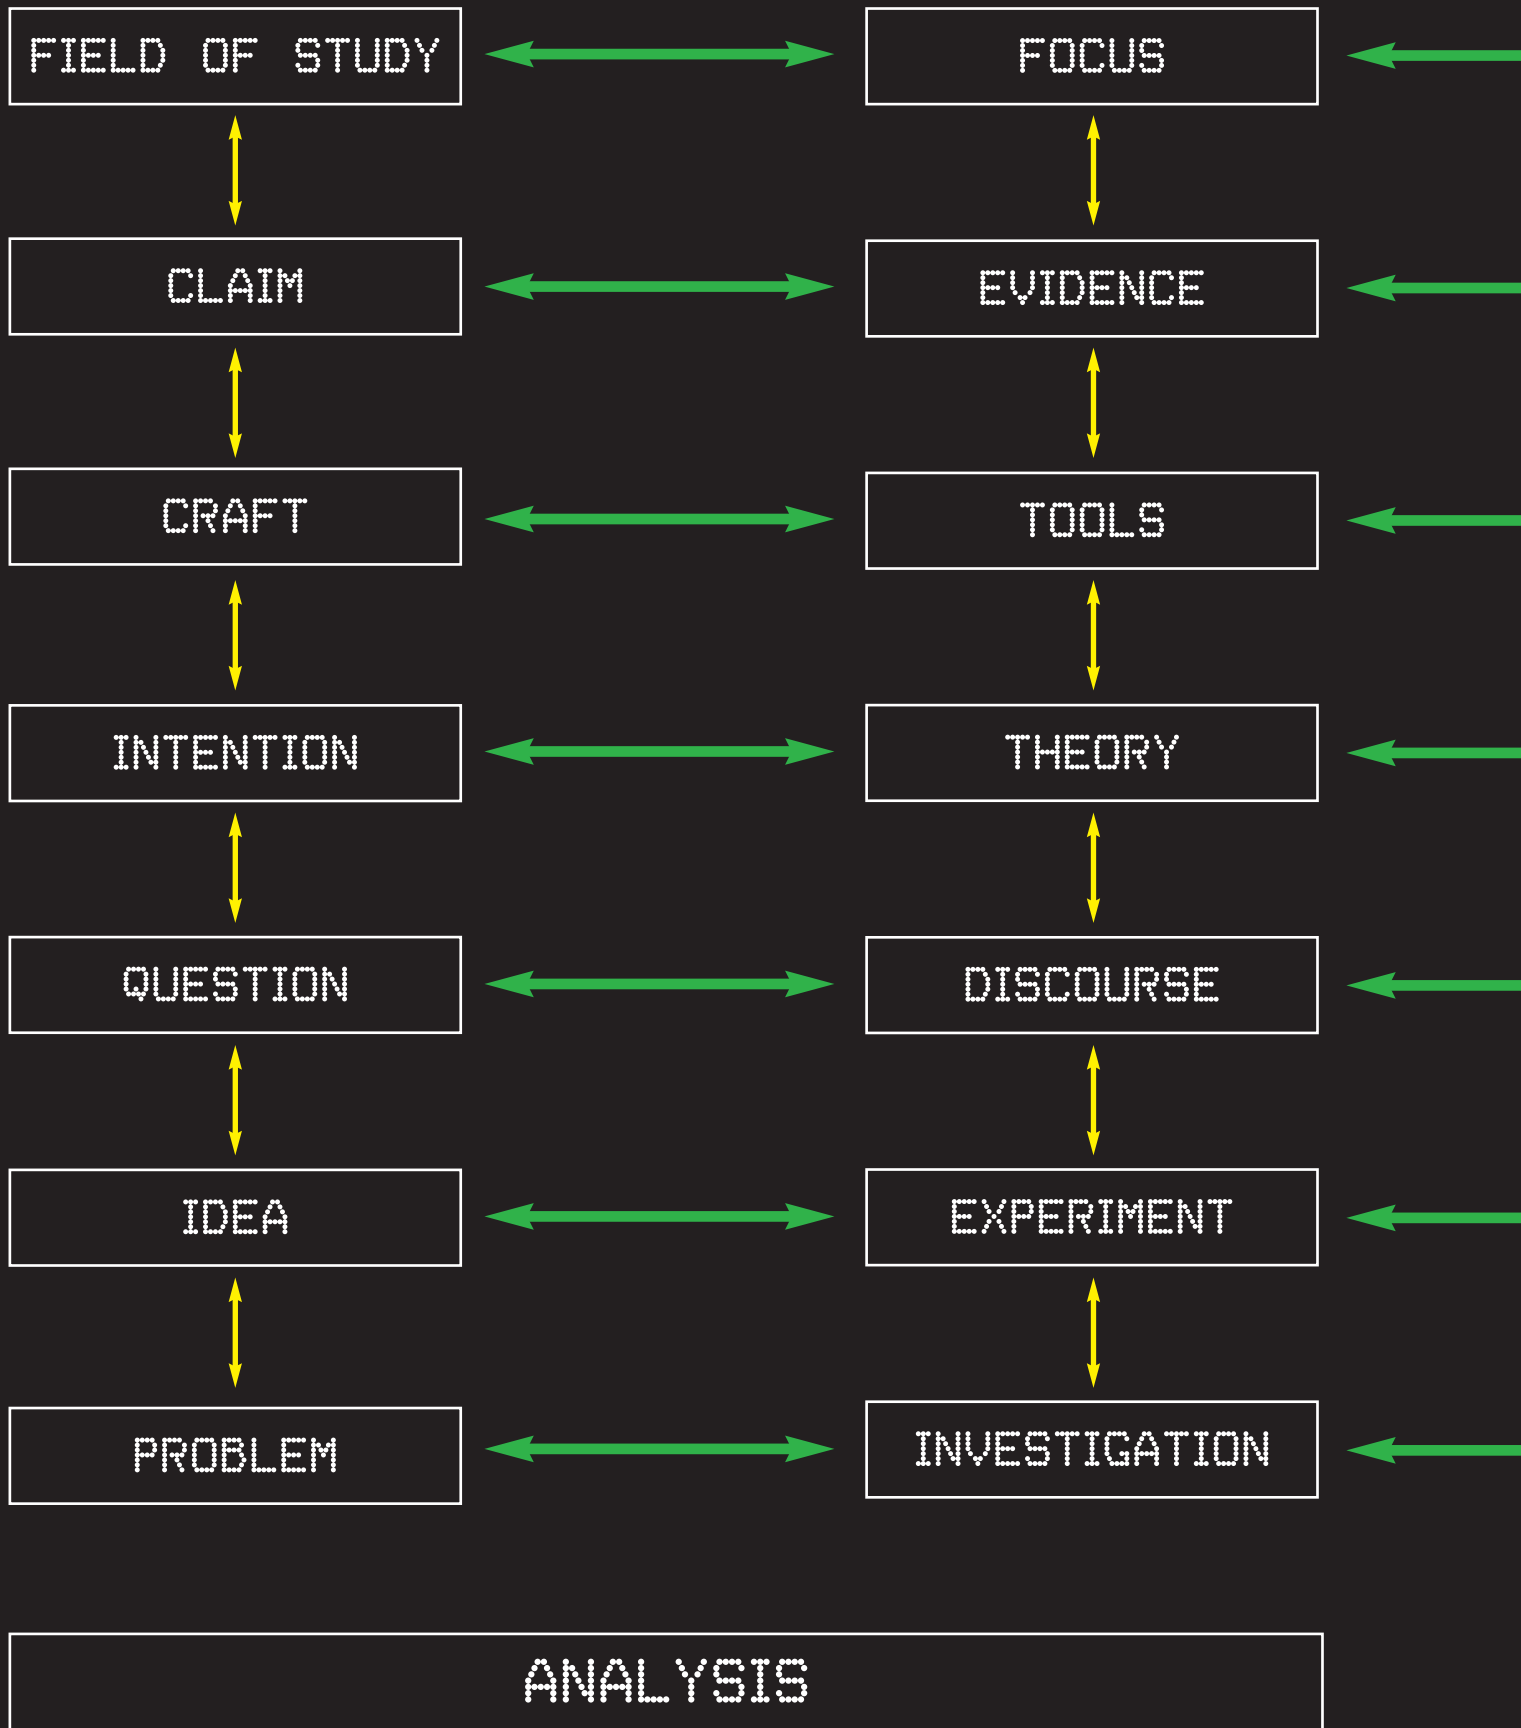 FIELD OF STUDY
FOCUS
CLAIM
EVIDENCE
CRAFT
TOOLS
INTENTION
THEORY
QUESTION
DISCOURSE
IDEA
EXPERIMENT
PROBLEM
INVESTIGATION
ANALYSIS